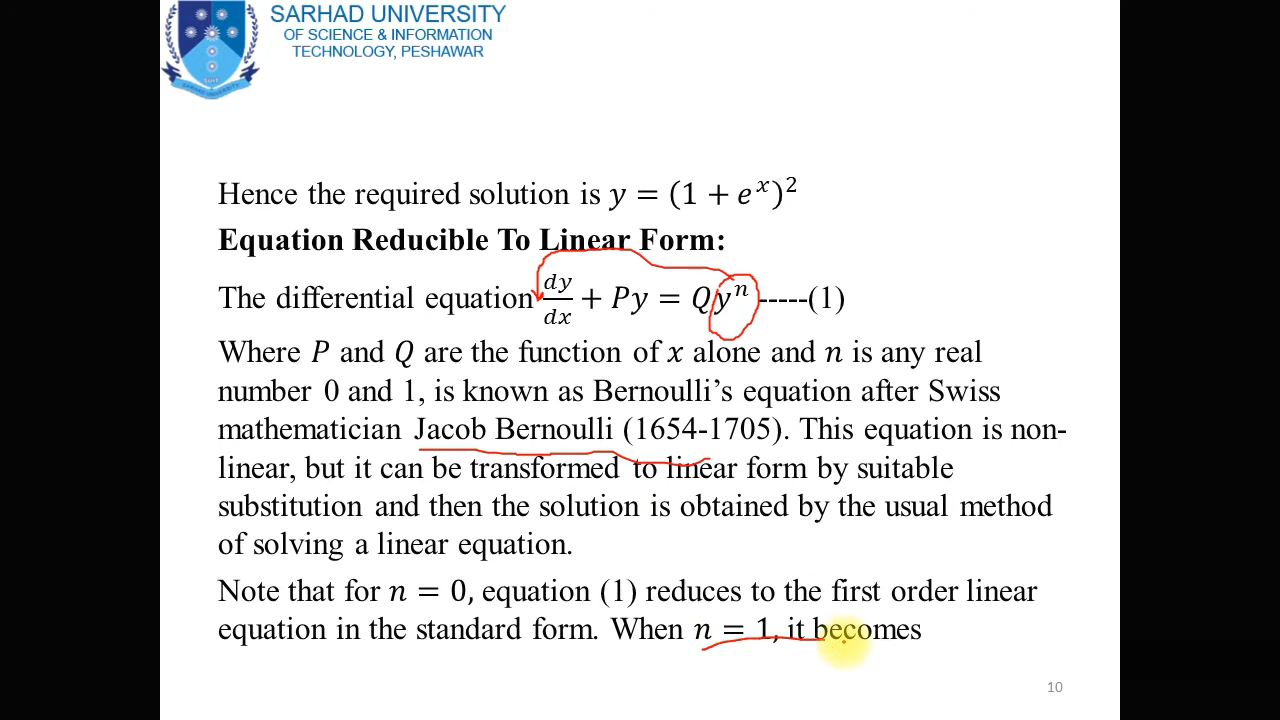 SARHAD UNIVERSITY
OF SCIENCE & INFORMATION
TECHNOLOGY, PESHAWAR
Hence the required solution is y = (1 + eˣ)²
Equation Reducible To Linear Form:
The differential equation dy/dx + Py = Qyⁿ -----(1)
Where P and Q are the function of x alone and n is any real
number 0 and 1, is known as Bernoulli’s equation after Swiss
mathematician Jacob Bernoulli (1654-1705). This equation is non-
linear, but it can be transformed to linear form by suitable
substitution and then the solution is obtained by the usual method
of solving a linear equation.
Note that for n = 0, equation (1) reduces to the first order linear
equation in the standard form. When n = 1, it becomes
10